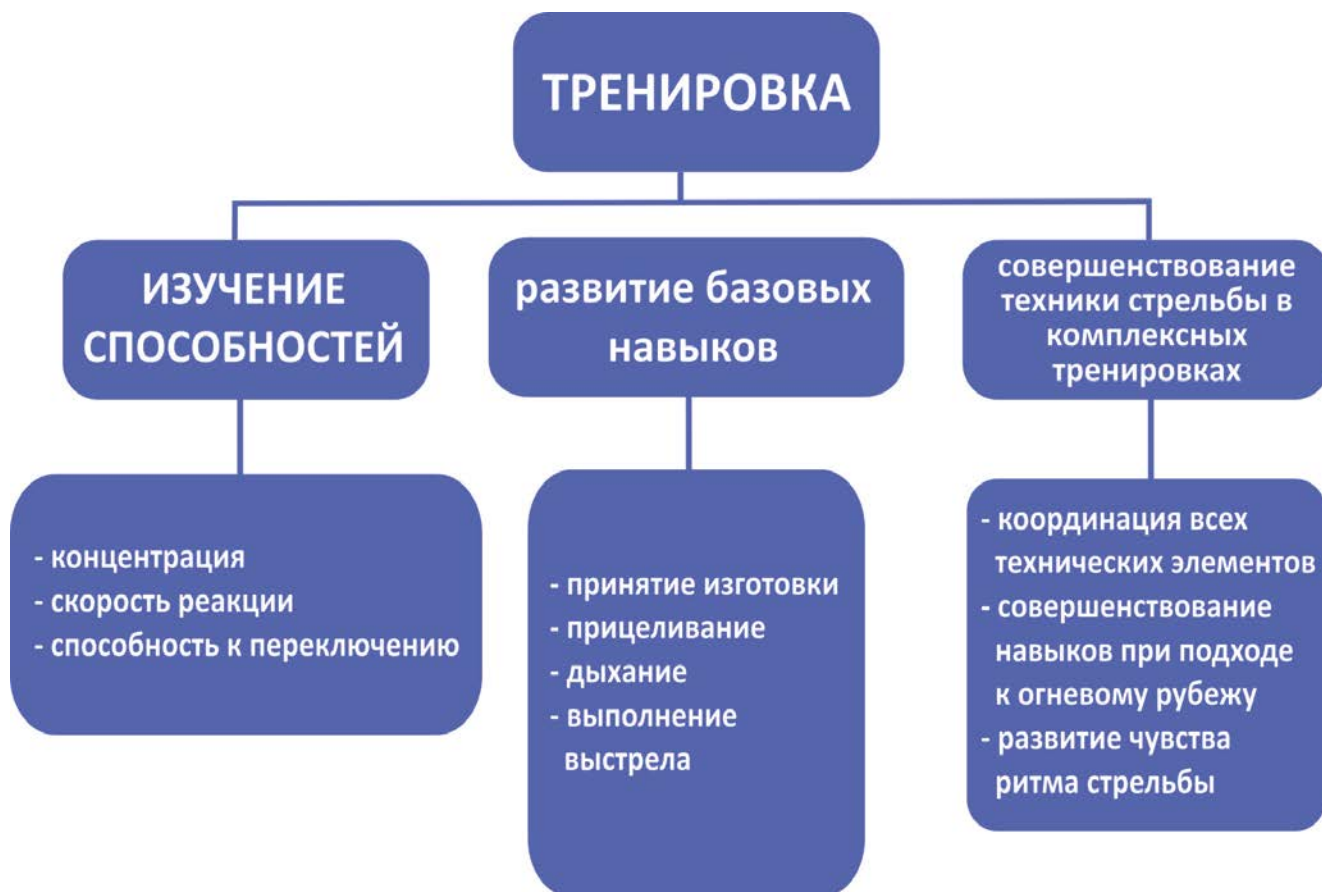 ТРЕНИРОВКА
ИЗУЧЕНИЕ
СПОСОБНОСТЕЙ
- концентрация
- скорость реакции
- способность к переключению
развитие базовых
навыков
- принятие изготовки
- прицеливание
- дыхание
- выполнение
выстрела
совершенствование
техники стрельбы в
комплексных
тренировках
- координация всех
технических элементов
- совершенствование
навыков при подходе
к огневому рубежу
- развитие чувства
ритма стрельбы